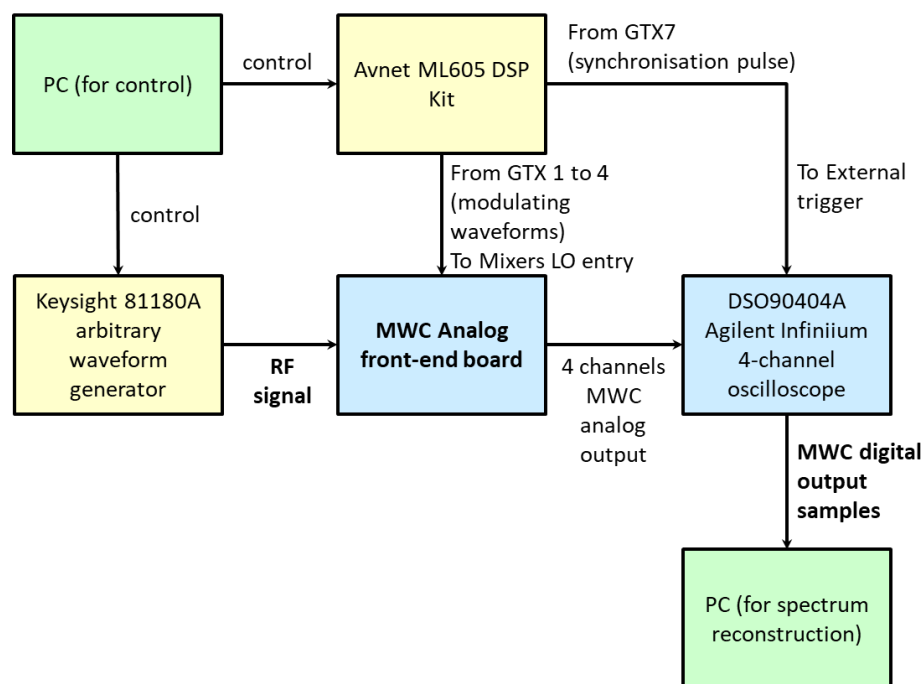 PC (for control)
control
Avnet ML605 DSP
Kit
From GTX7
(synchronisation pulse)
control
From GTX 1 to 4
(modulating
waveforms)
To Mixers LO entry
To External
trigger
Keysight 81180A
arbitrary
waveform
generator
RF
signal
MWC Analog
front-end board
4 channels
MWC
analog
output
DSO90404A
Agilent Infiniium
4-channel
oscilloscope
MWC digital
output
samples
PC (for spectrum
reconstruction)